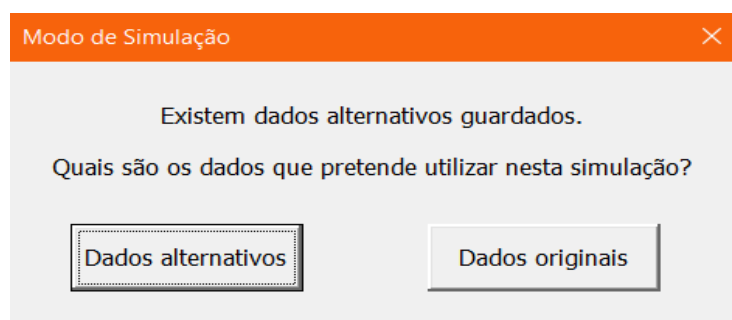 Modo de Simulação
Existem dados alternativos guardados.
Quais são os dados que pretende utilizar nesta simulação?
Dados alternativos
Dados originais